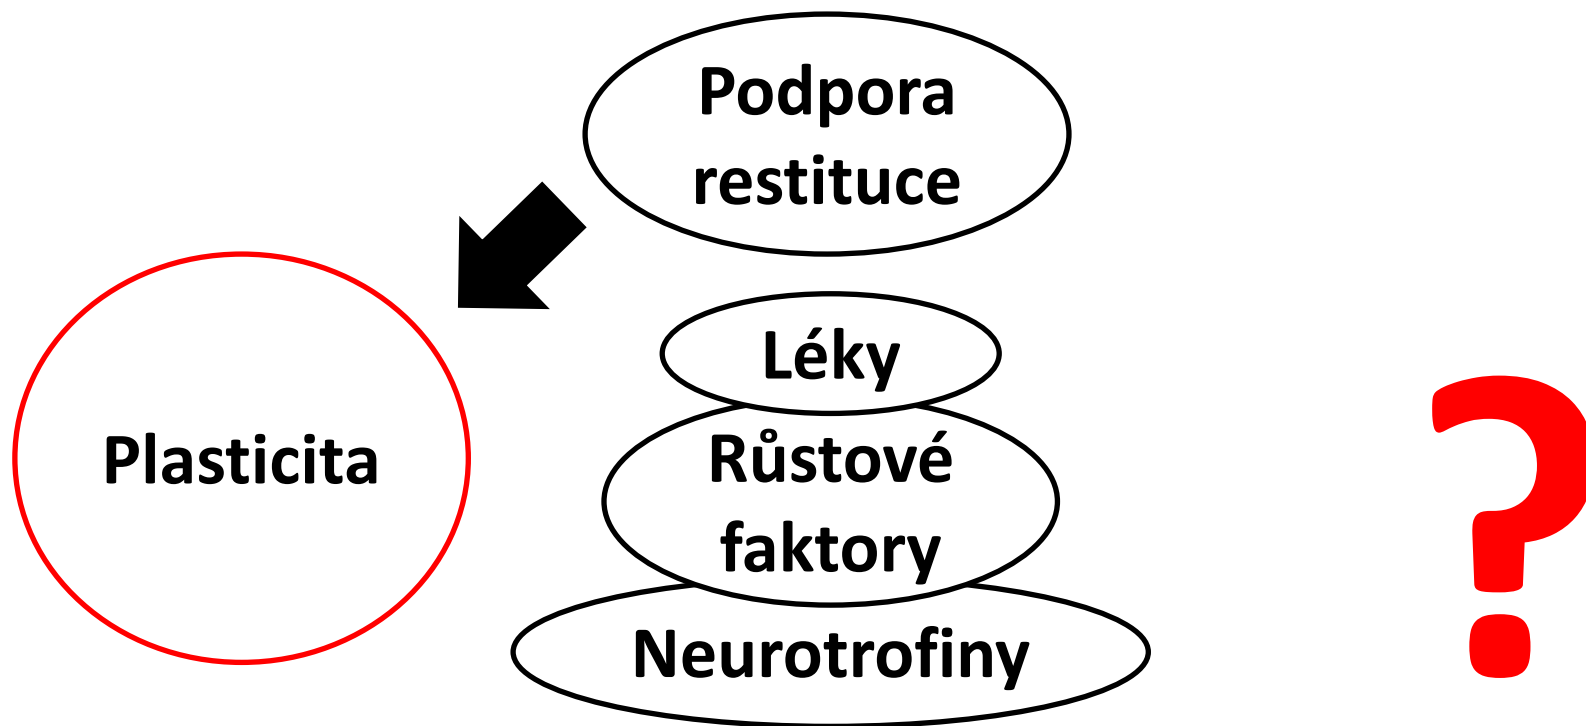 Podpora
restituce
Léky
Plasticita
Růstové
faktory
Neurotrofiny
?